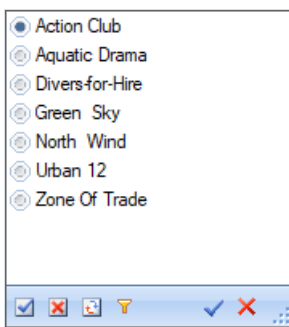 Action Club
Aquatic Drama
Divers-for-Hire
Green Sky
North Wind
Urban 12
Zone Of Trade